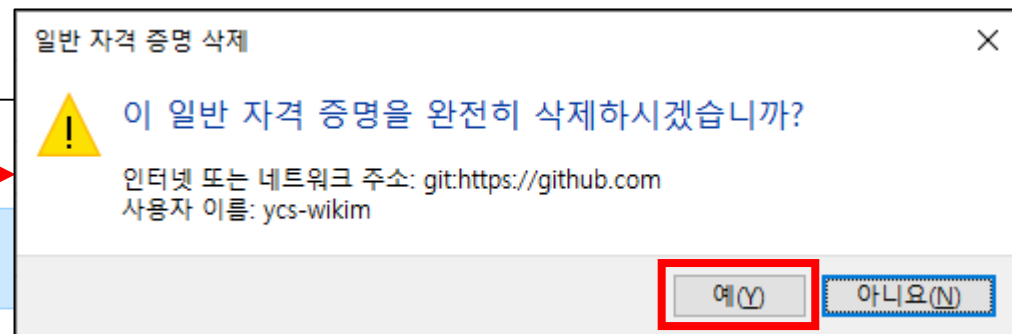 일반 자격 증명 삭제
이 일반 자격 증명을 완전히 삭제하시겠습니까?
인터넷 또는 네트워크 주소: git:https://github.com
사용자 이름: ycs-wikim
예(Y) 아니요(N)